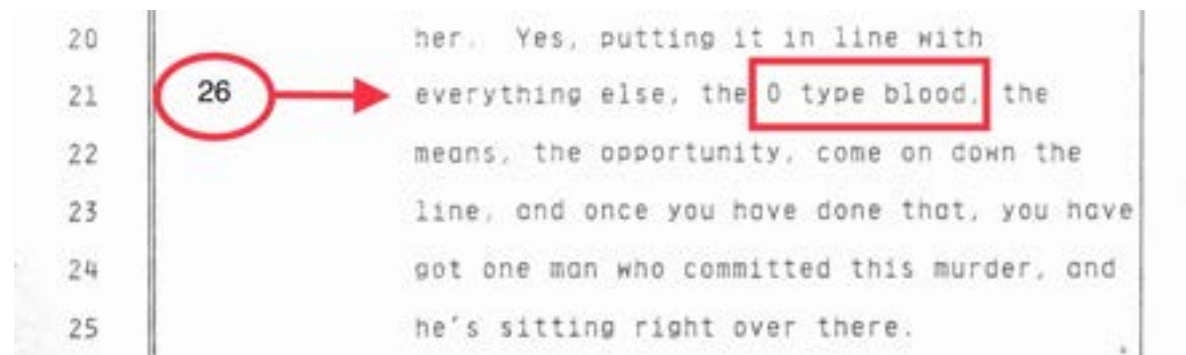 20 her. Yes, putting it in line with
21 26 everything else, the O type blood, the
22 means, the opportunity, come on down the
23 line, and once you have done that, you have
24 got one man who committed this murder, and
25 he's sitting right over there.